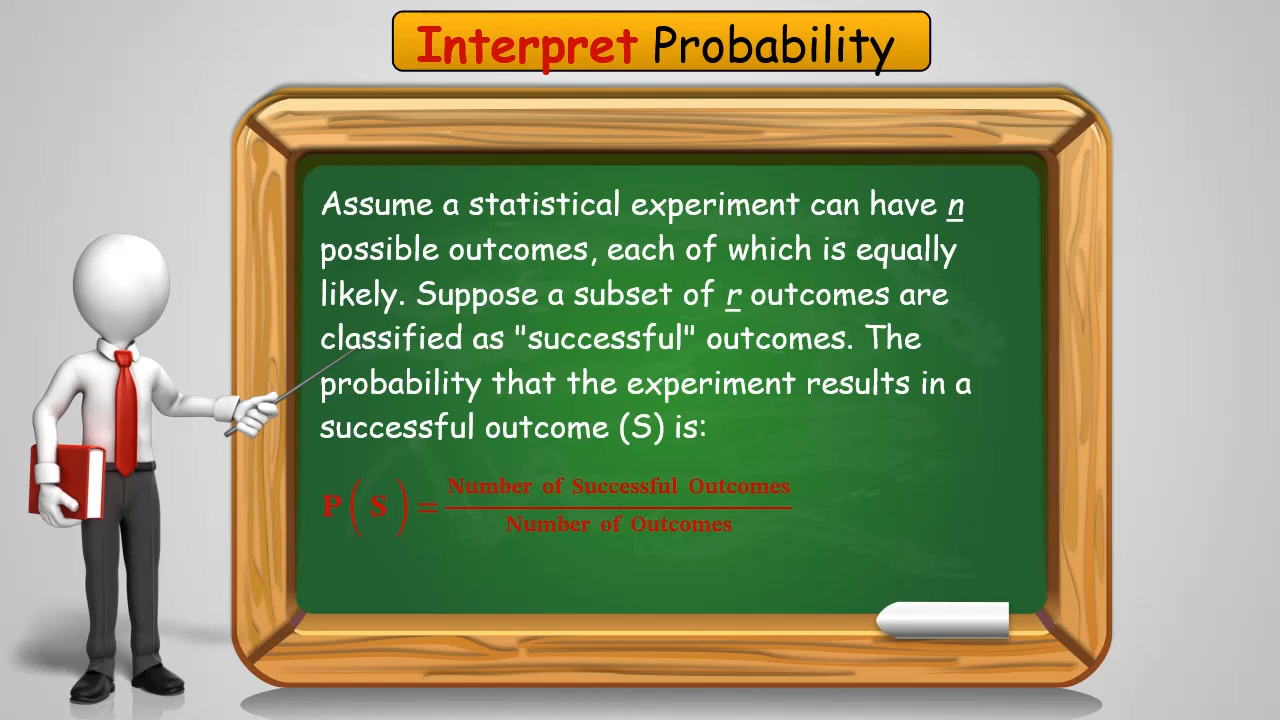 Interpret Probability
Assume a statistical experiment can have n
possible outcomes, each of which is equally
likely. Suppose a subset of r outcomes are
classified as "successful" outcomes. The
probability that the experiment results in a
successful outcome (S) is:
P ( S ) = Number of Successful Outcomes
Number of Outcomes